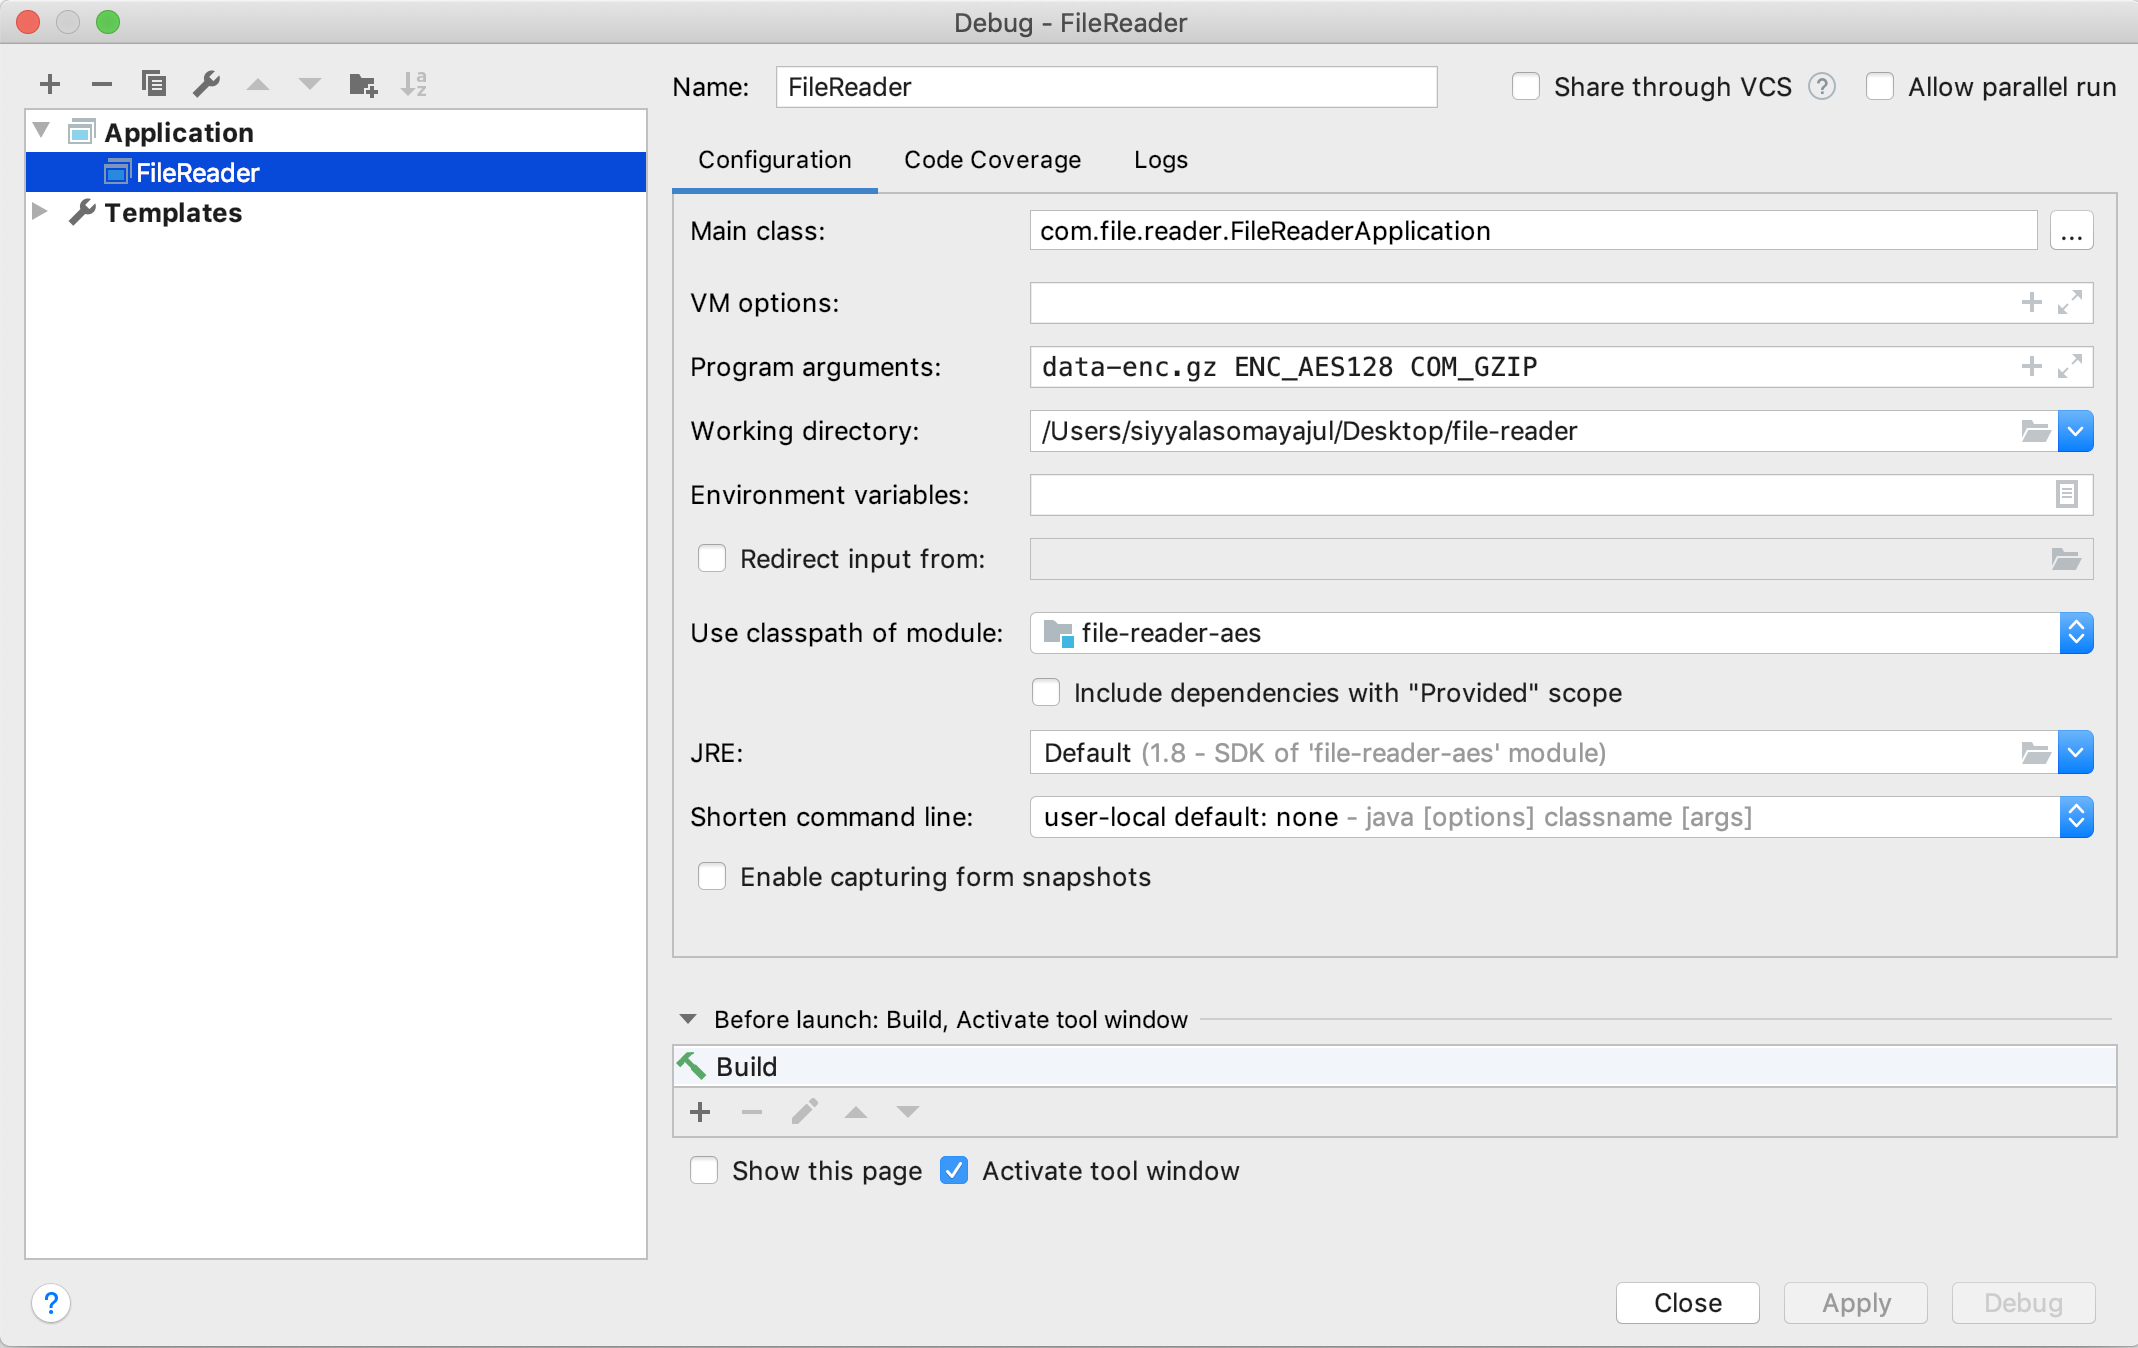 Debug - FileReader
Name: FileReader
Share through VCS ?
Allow parallel run
Application
FileReader
Templates
Configuration
Code Coverage
Logs
Main class: com.file.reader.FileReaderApplication ...
VM options:
Program arguments: data-enc.gz ENC_AES128 COM_GZIP
Working directory: /Users/siyyalasomayajul/Desktop/file-reader
Environment variables:
Redirect input from:
Use classpath of module: file-reader-aes
Include dependencies with "Provided" scope
JRE: Default (1.8 - SDK of 'file-reader-aes' module)
Shorten command line: user-local default: none - java [options] classname [args]
Enable capturing form snapshots
Before launch: Build, Activate tool window
Build
Show this page
Activate tool window
?
Close
Apply
Debug